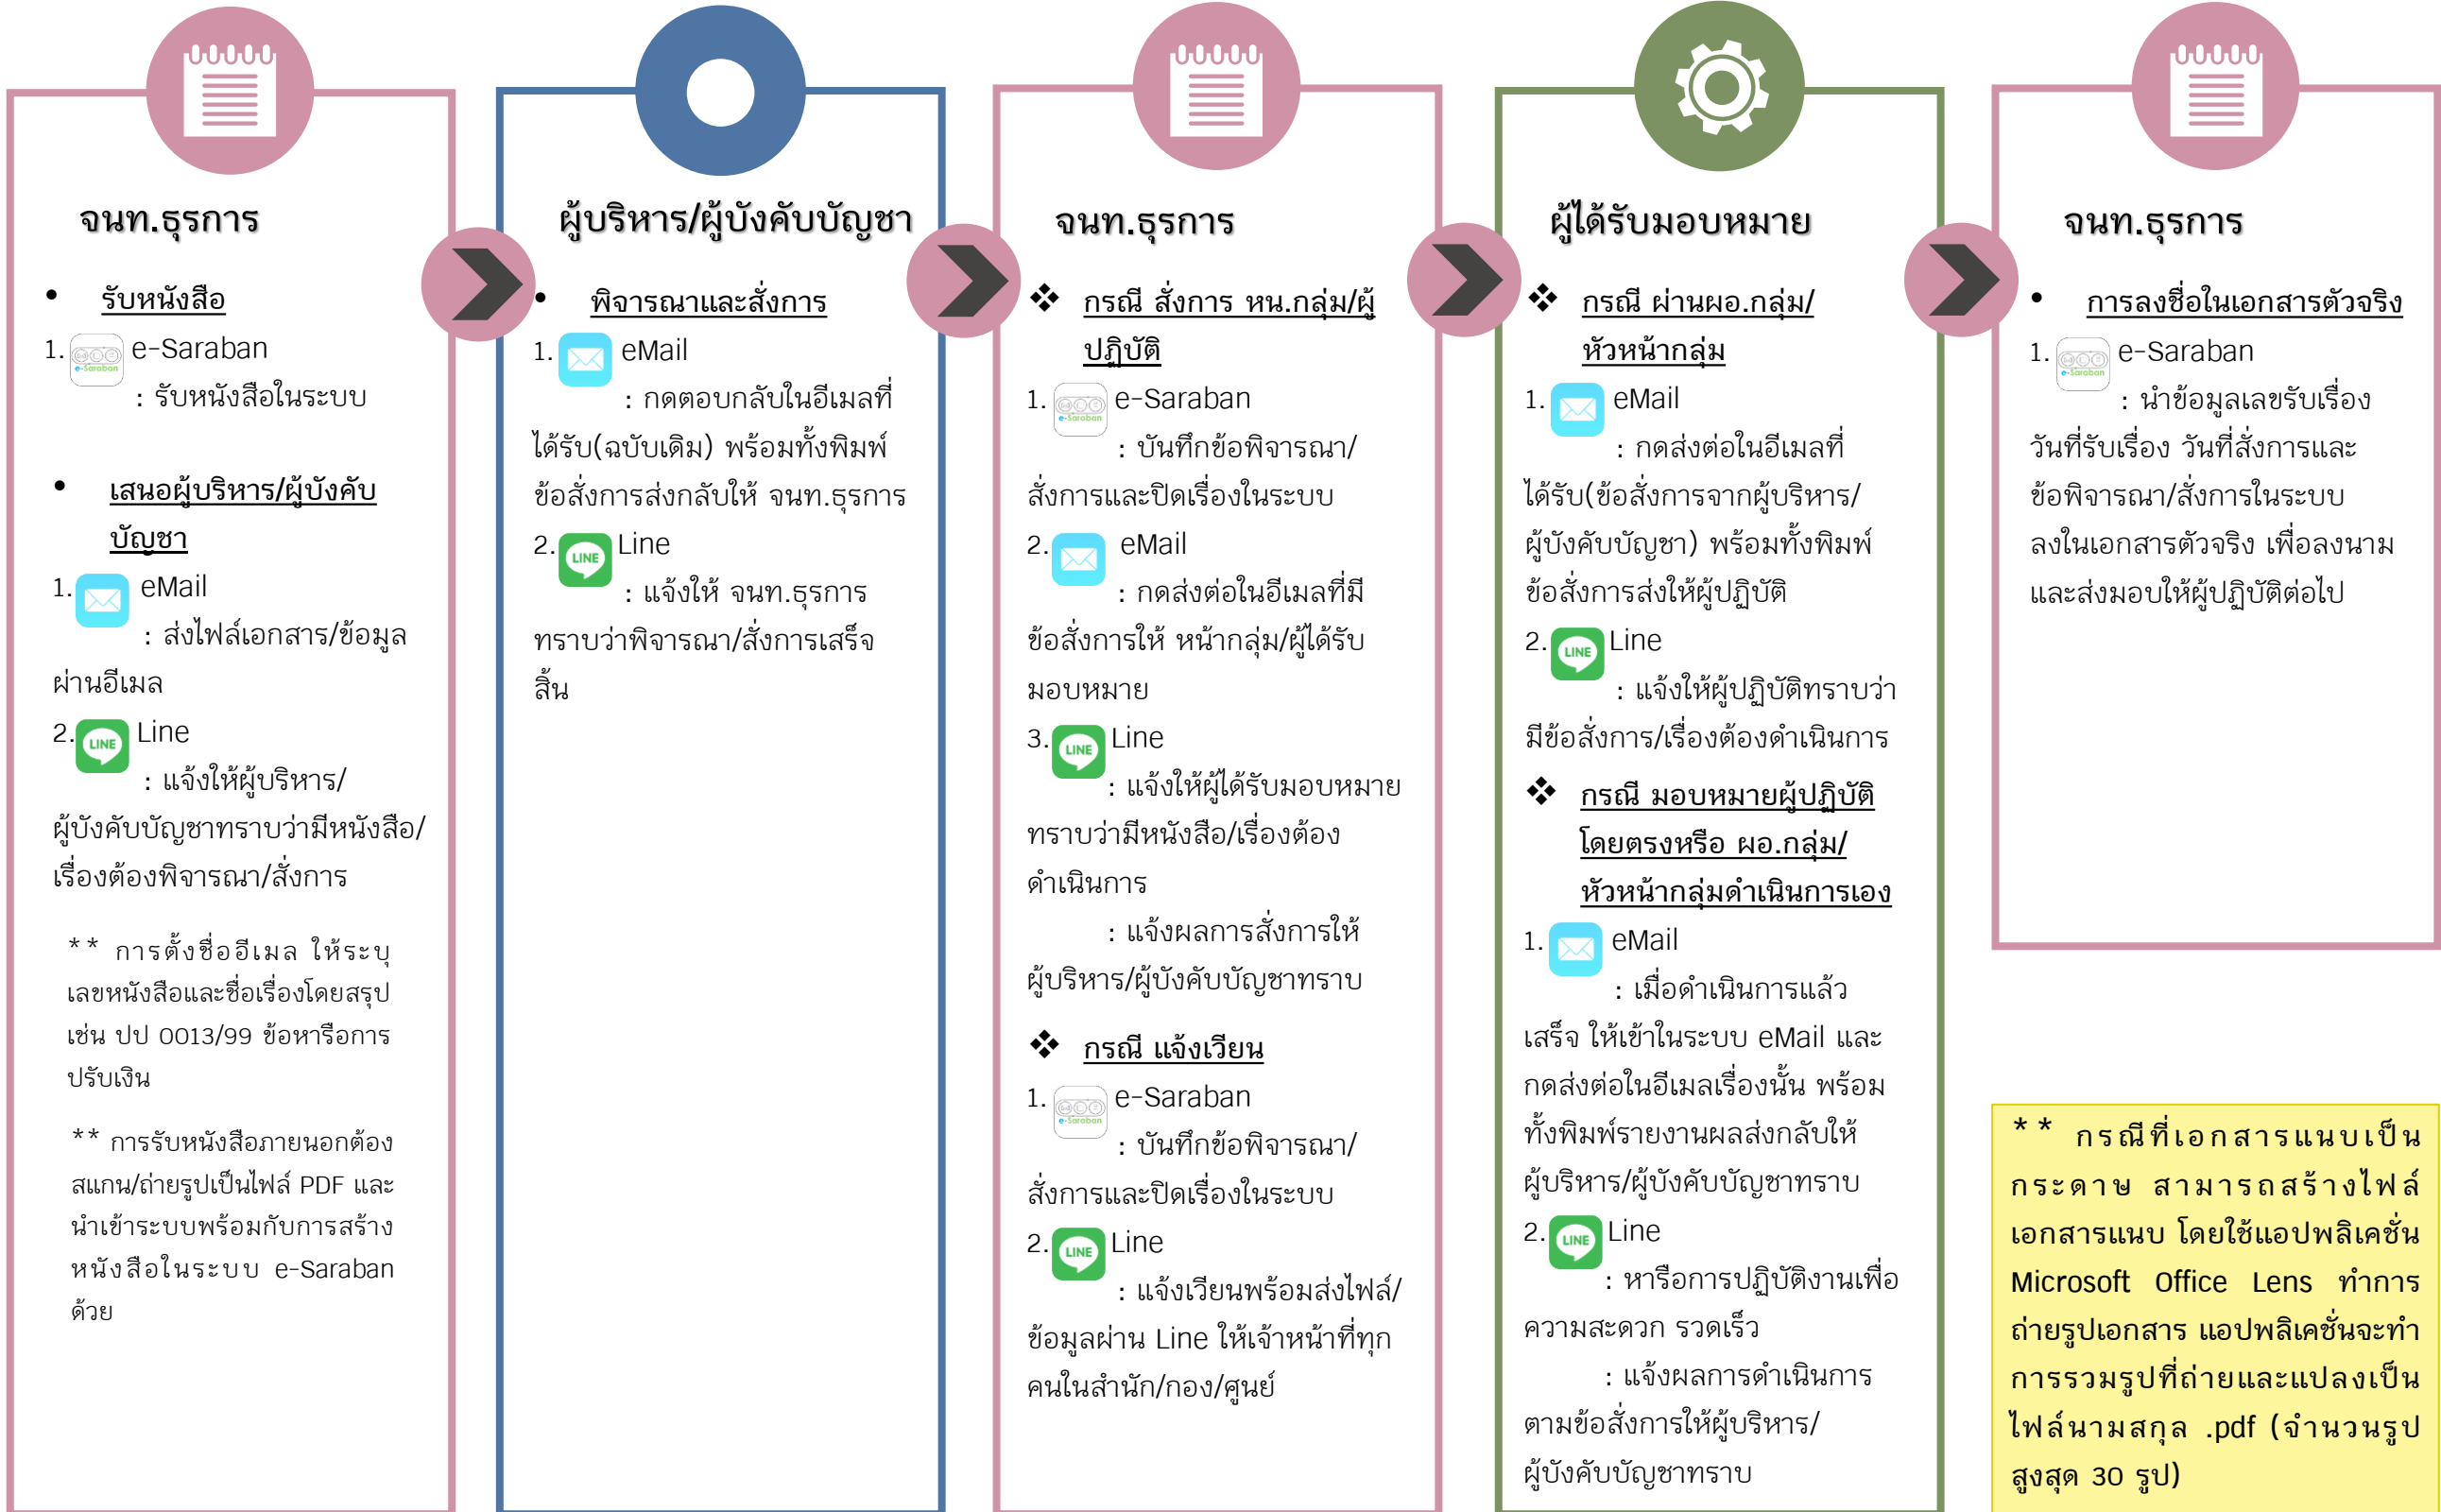 จนท.ธุรการ
• รับหนังสือ
1. e-Saraban e-Saraban
: รับหนังสือในระบบ
• เสนอผู้บริหาร/ผู้บังคับ
บัญชา
1. eMail
: ส่งไฟล์เอกสาร/ข้อมูล
ผ่านอีเมล
2. LINE Line
: แจ้งให้ผู้บริหาร/
ผู้บังคับบัญชาทราบว่ามีหนังสือ/
เรื่องต้องพิจารณา/สั่งการ
** การตั้งชื่ออีเมล ให้ระบุ
เลขหนังสือและชื่อเรื่องโดยสรุป
เช่น ปป 0013/99 ข้อหารือการ
ปรับเงิน
** การรับหนังสือภายนอกต้อง
สแกน/ถ่ายรูปเป็นไฟล์ PDF และ
นำเข้าระบบพร้อมกับการสร้าง
หนังสือในระบบ e-Saraban
ด้วย
ผู้บริหาร/ผู้บังคับบัญชา
• พิจารณาและสั่งการ
1. eMail
: กดตอบกลับในอีเมลที่
ได้รับ(ฉบับเดิม) พร้อมทั้งพิมพ์
ข้อสั่งการส่งกลับให้ จนท.ธุรการ
2. LINE Line
: แจ้งให้ จนท.ธุรการ
ทราบว่าพิจารณา/สั่งการเสร็จ
สิ้น
จนท.ธุรการ
❖ กรณี สั่งการ หน.กลุ่ม/ผู้
ปฏิบัติ
1. e-Saraban e-Saraban
: บันทึกข้อพิจารณา/
สั่งการและปิดเรื่องในระบบ
2. eMail
: กดส่งต่อในอีเมลที่มี
ข้อสั่งการให้ หน้ากลุ่ม/ผู้ได้รับ
มอบหมาย
3. LINE Line
: แจ้งให้ผู้ได้รับมอบหมาย
ทราบว่ามีหนังสือ/เรื่องต้อง
ดำเนินการ
: แจ้งผลการสั่งการให้
ผู้บริหาร/ผู้บังคับบัญชาทราบ
❖ กรณี แจ้งเวียน
1. e-Saraban e-Saraban
: บันทึกข้อพิจารณา/
สั่งการและปิดเรื่องในระบบ
2. LINE Line
: แจ้งเวียนพร้อมส่งไฟล์/
ข้อมูลผ่าน Line ให้เจ้าหน้าที่ทุก
คนในสำนัก/กอง/ศูนย์
ผู้ได้รับมอบหมาย
❖ กรณี ผ่านผอ.กลุ่ม/
หัวหน้ากลุ่ม
1. eMail
: กดส่งต่อในอีเมลที่
ได้รับ(ข้อสั่งการจากผู้บริหาร/
ผู้บังคับบัญชา) พร้อมทั้งพิมพ์
ข้อสั่งการส่งให้ผู้ปฏิบัติ
2. LINE Line
: แจ้งให้ผู้ปฏิบัติทราบว่า
มีข้อสั่งการ/เรื่องต้องดำเนินการ
❖ กรณี มอบหมายผู้ปฏิบัติ
โดยตรงหรือ ผอ.กลุ่ม/
หัวหน้ากลุ่มดำเนินการเอง
1. eMail
: เมื่อดำเนินการแล้ว
เสร็จ ให้เข้าในระบบ eMail และ
กดส่งต่อในอีเมลเรื่องนั้น พร้อม
ทั้งพิมพ์รายงานผลส่งกลับให้
ผู้บริหาร/ผู้บังคับบัญชาทราบ
2. LINE Line
: หารือการปฏิบัติงานเพื่อ
ความสะดวก รวดเร็ว
: แจ้งผลการดำเนินการ
ตามข้อสั่งการให้ผู้บริหาร/
ผู้บังคับบัญชาทราบ
จนท.ธุรการ
• การลงชื่อในเอกสารตัวจริง
1. e-Saraban e-Saraban
: นำข้อมูลเลขรับเรื่อง
วันที่รับเรื่อง วันที่สั่งการและ
ข้อพิจารณา/สั่งการในระบบ
ลงในเอกสารตัวจริง เพื่อลงนาม
และส่งมอบให้ผู้ปฏิบัติต่อไป
** กรณีที่เอกสารแนบเป็น
กระดาษ สามารถสร้างไฟล์
เอกสารแนบ โดยใช้แอปพลิเคชั่น
Microsoft Office Lens ทำการ
ถ่ายรูปเอกสาร แอปพลิเคชั่นจะทำ
การรวมรูปที่ถ่ายและแปลงเป็น
ไฟล์นามสกุล .pdf (จำนวนรูป
สูงสุด 30 รูป)